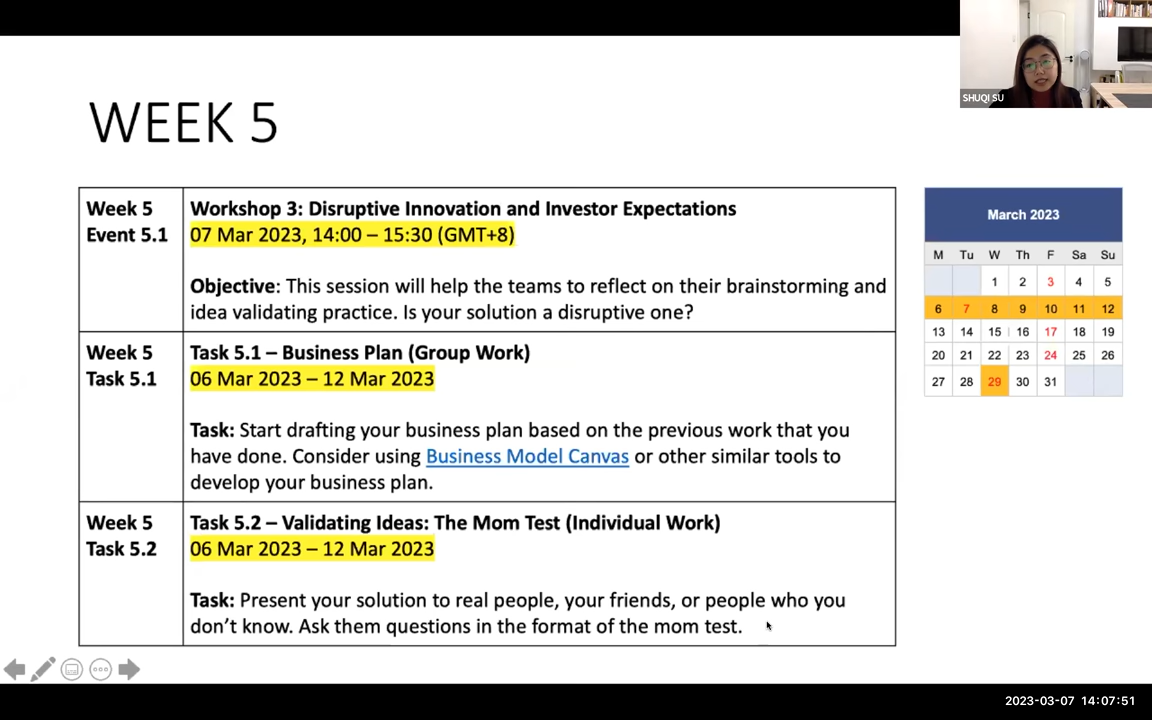 SHUQI SU
WEEK 5
Week 5
Event 5.1
Workshop 3: Disruptive Innovation and Investor Expectations
07 Mar 2023, 14:00 – 15:30 (GMT+8)
Objective: This session will help the teams to reflect on their brainstorming and
idea validating practice. Is your solution a disruptive one?
Week 5
Task 5.1
Task 5.1 – Business Plan (Group Work)
06 Mar 2023 – 12 Mar 2023
Task: Start drafting your business plan based on the previous work that you
have done. Consider using Business Model Canvas or other similar tools to
develop your business plan.
Week 5
Task 5.2
Task 5.2 – Validating Ideas: The Mom Test (Individual Work)
06 Mar 2023 – 12 Mar 2023
Task: Present your solution to real people, your friends, or people who you
don’t know. Ask them questions in the format of the mom test.
March 2023
M Tu W Th F Sa Su
1 2 3 4 5
6 7 8 9 10 11 12
13 14 15 16 17 18 19
20 21 22 23 24 25 26
27 28 29 30 31
2023-03-07 14:07:51